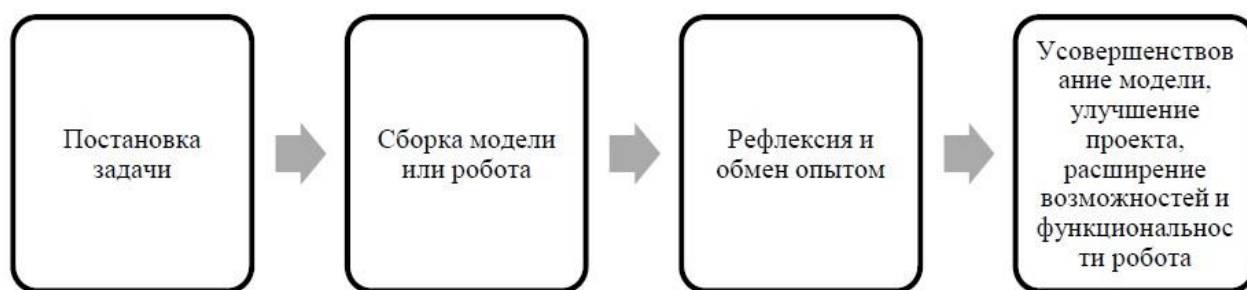 Постановка
задачи
Сборка модели
или робота
Рефлексия и
обмен опытом
Усовершенствов
ание модели,
улучшение
проекта,
расширение
возможностей и
функциональнос
ти робота